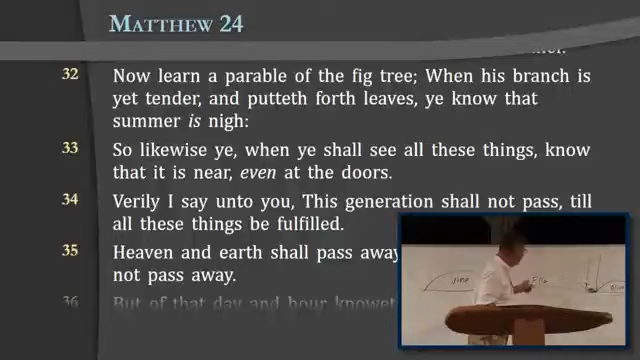 MATTHEW 24
32 Now learn a parable of the fig tree; When his branch is
yet tender, and putteth forth leaves, ye know that
summer is nigh:
33 So likewise ye, when ye shall see all these things, know
that it is near, even at the doors.
34 Verily I say unto you, This generation shall not pass, till
all these things be fulfilled.
35 Heaven and earth shall pass away
not pass away.
36 But of that day and hour